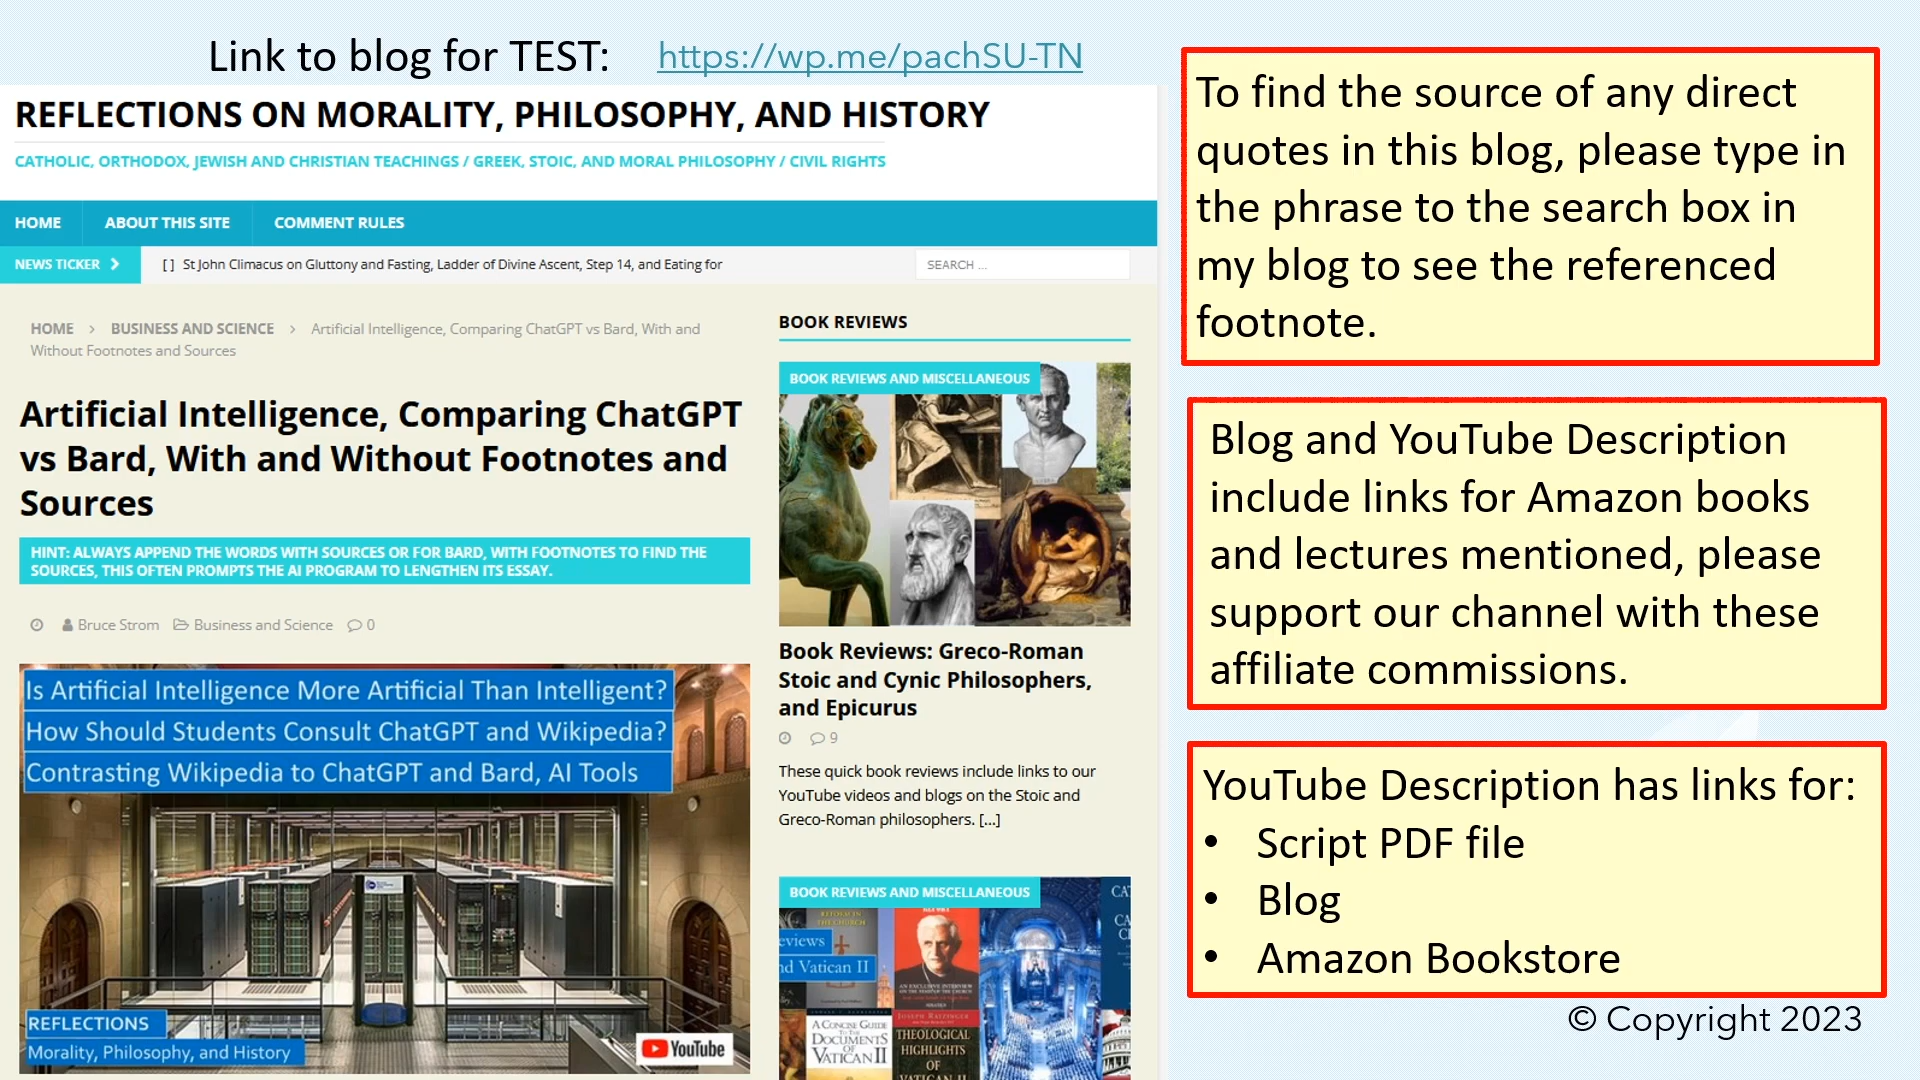 Link to blog for TEST: https://wp.me/pachSU-TN
REFLECTIONS ON MORALITY, PHILOSOPHY, AND HISTORY
CATHOLIC, ORTHODOX, JEWISH AND CHRISTIAN TEACHINGS / GREEK, STOIC, AND MORAL PHILOSOPHY / CIVIL RIGHTS
HOME ABOUT THIS SITE COMMENT RULES
NEWS TICKER [ ] St John Climacus on Gluttony and Fasting, Ladder of Divine Ascent, Step 14, and Eating for
SEARCH ...
HOME > BUSINESS AND SCIENCE > Artificial Intelligence, Comparing ChatGPT vs Bard, With and
Without Footnotes and Sources
Artificial Intelligence, Comparing ChatGPT
vs Bard, With and Without Footnotes and
Sources
HINT: ALWAYS APPEND THE WORDS WITH SOURCES OR FOR BARD, WITH FOOTNOTES TO FIND THE
SOURCES, THIS OFTEN PROMPTS THE AI PROGRAM TO LENGTHEN ITS ESSAY.
Bruce Strom Business and Science 0
Is Artificial Intelligence More Artificial Than Intelligent?
How Should Students Consult ChatGPT and Wikipedia?
Contrasting Wikipedia to ChatGPT and Bard, AI Tools
REFLECTIONS
Morality, Philosophy, and History
YouTube
BOOK REVIEWS
BOOK REVIEWS AND MISCELLANEOUS
Book Reviews: Greco-Roman
Stoic and Cynic Philosophers,
and Epicurus
9
These quick book reviews include links to our
YouTube videos and blogs on the Stoic and
Greco-Roman philosophers. [...]
BOOK REVIEWS AND MISCELLANEOUS
eviews
nd Vatican II
JOSEPH RATZINGER
A CONCISE GUIDE
TO THE
DOCUMENTS
OF
VATICAN II
THEOLOGICAL
HIGHLIGHTS
OF
VATICAN II
To find the source of any direct
quotes in this blog, please type in
the phrase to the search box in
my blog to see the referenced
footnote.
Blog and YouTube Description
include links for Amazon books
and lectures mentioned, please
support our channel with these
affiliate commissions.
YouTube Description has links for:
• Script PDF file
• Blog
• Amazon Bookstore
© Copyright 2023